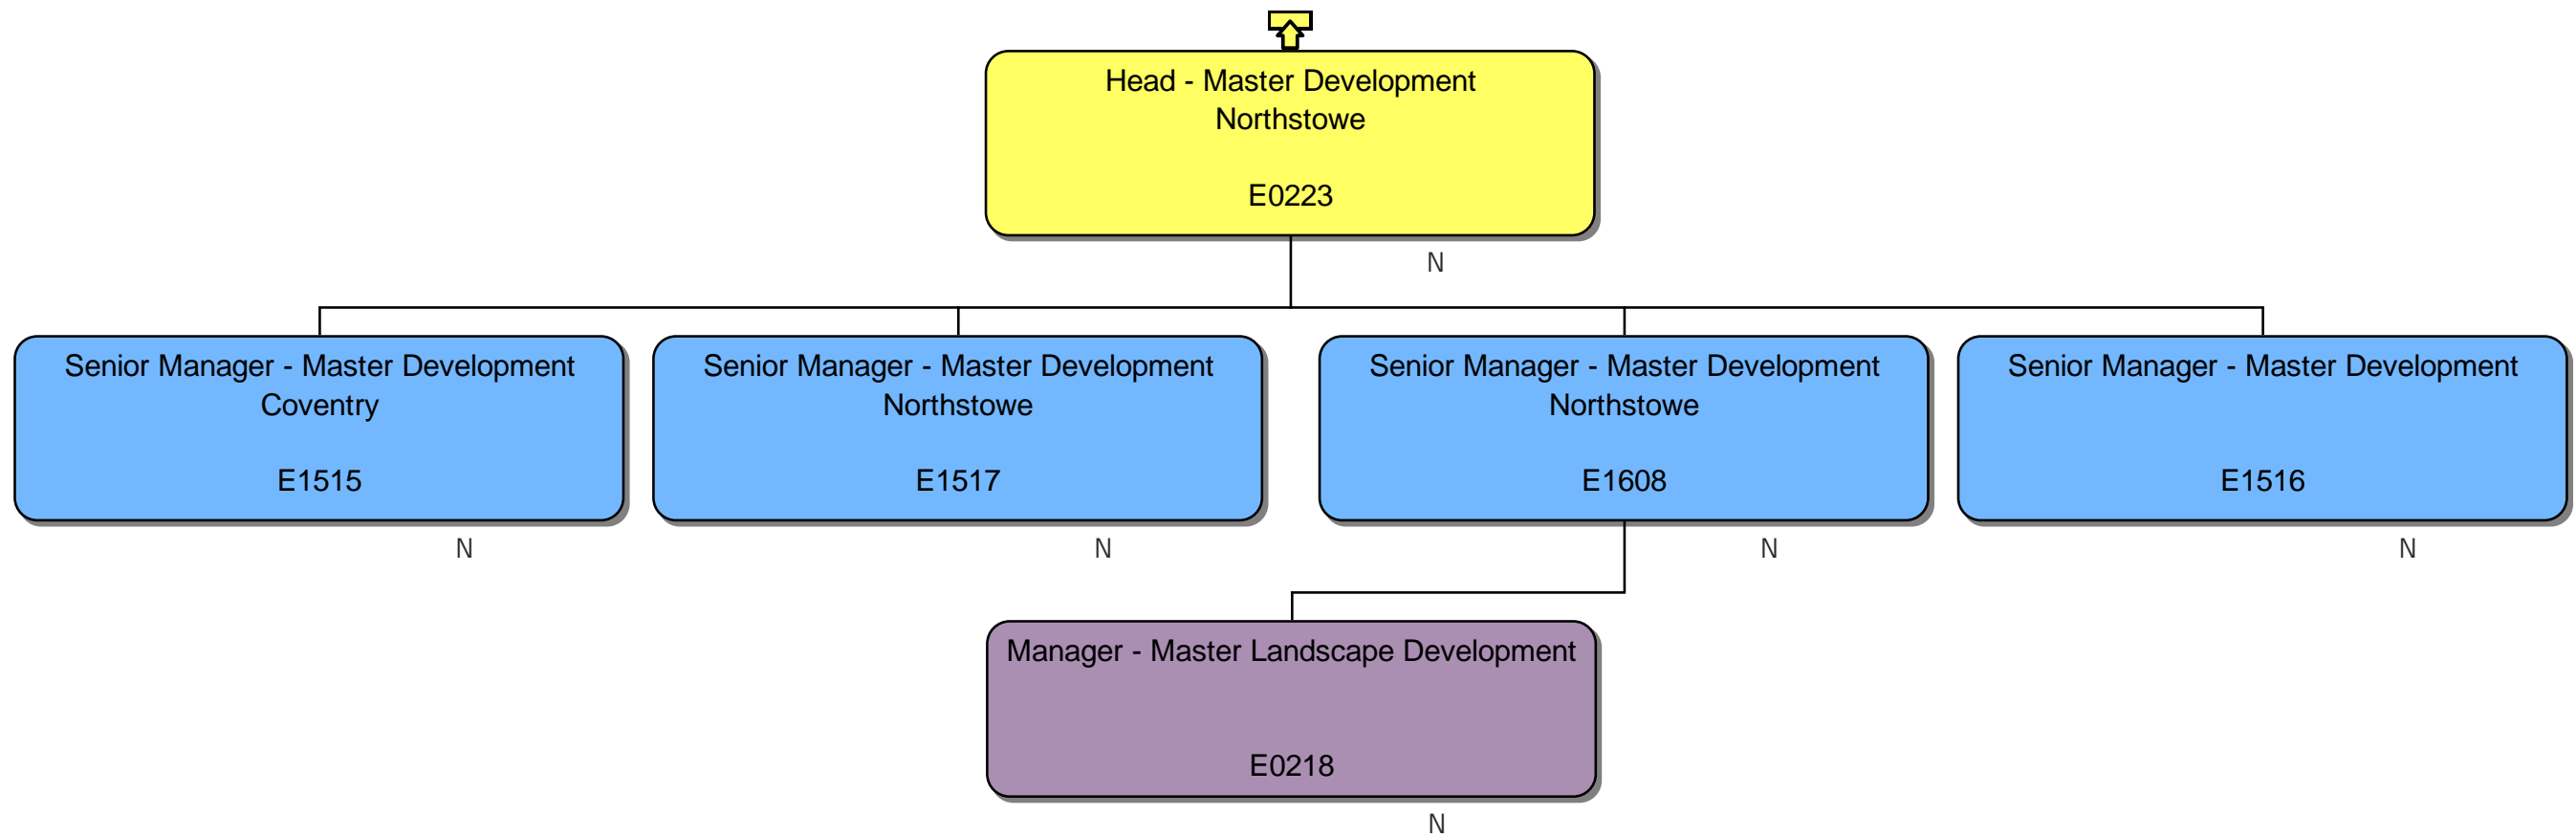 Head - Master Development
Northstowe
E0223
N
Senior Manager - Master Development
Coventry
E1515
N
Senior Manager - Master Development
Northstowe
E1517
N
Senior Manager - Master Development
Northstowe
E1608
N
Senior Manager - Master Development
E1516
N
Manager - Master Landscape Development
E0218
N